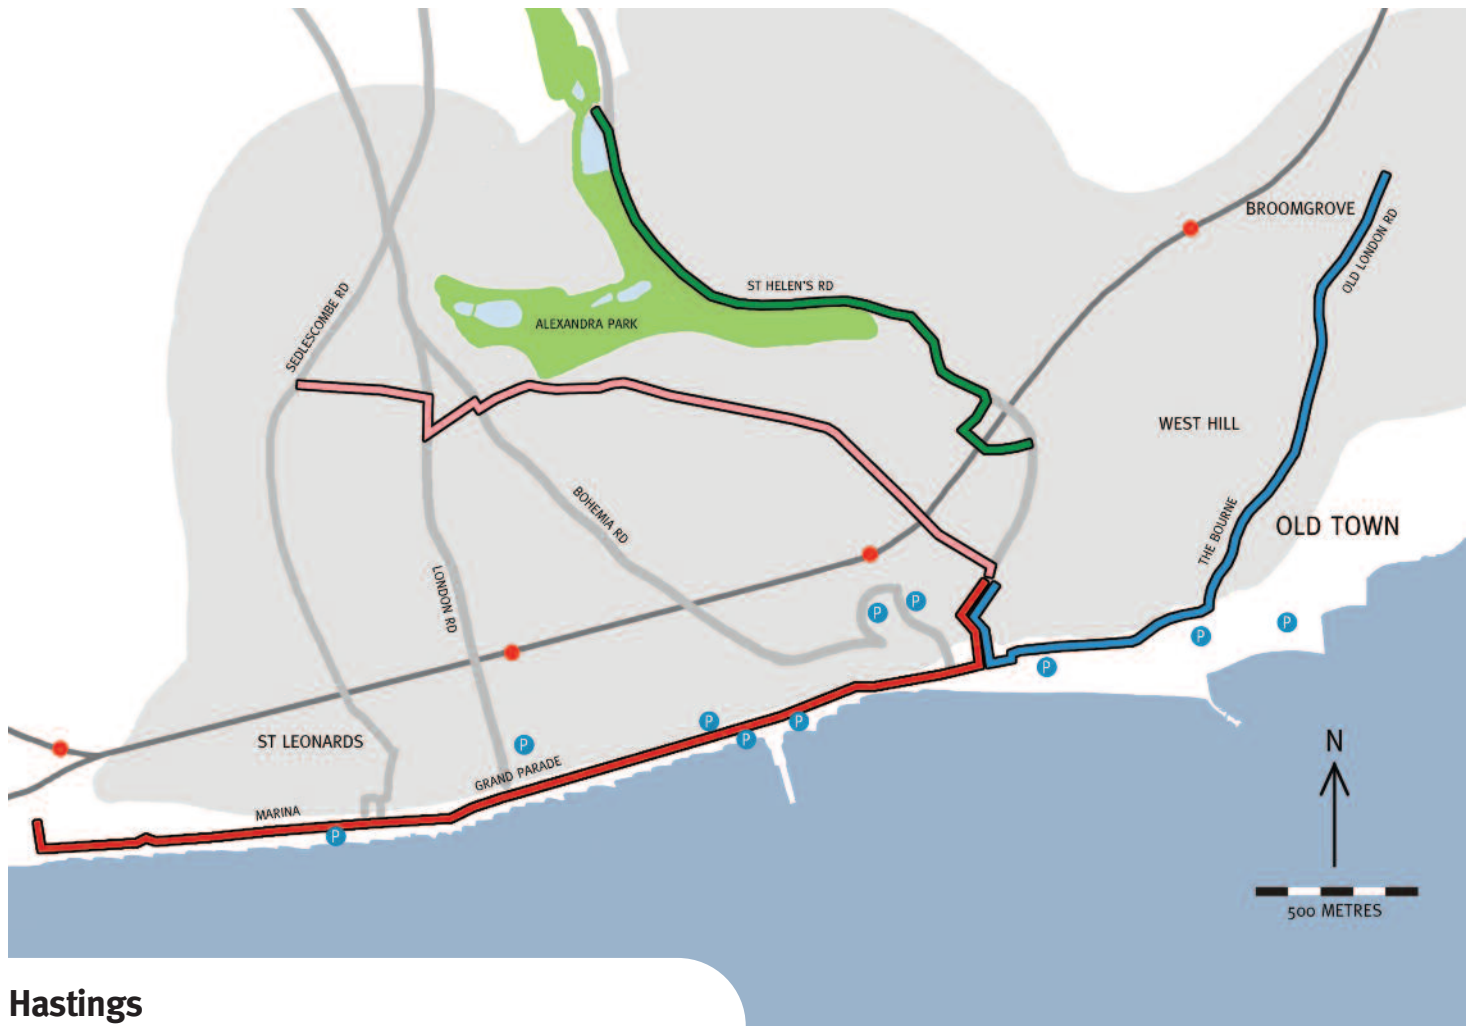 BROOMGROVE
OLD LONDON RD
ST HELEN'S RD
SEDLESCOMBE RD
ALEXANDRA PARK
WEST HILL
BOHEMIA RD
THE BOURNE
OLD TOWN
LONDON RD
P
P
P
P
P
P
ST LEONARDS
P
P
P
P
GRAND PARADE
MARINA
P
N
500 METRES
Hastings